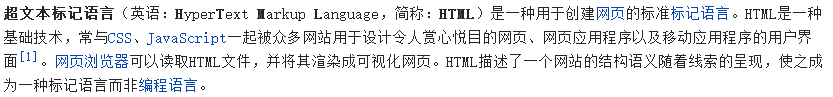 超文本标记语言（英语：HyperText Markup Language，简称：HTML）是一种用于创建网页的标准标记语言。HTML是一种
基础技术，常与CSS、JavaScript一起被众多网站用于设计令人赏心悦目的网页、网页应用程序以及移动应用程序的用户界
面[1]。网页浏览器可以读取HTML文件，并将其渲染成可视化网页。HTML描述了一个网站的结构语义随着线索的呈现，使之成
为一种标记语言而非编程语言。